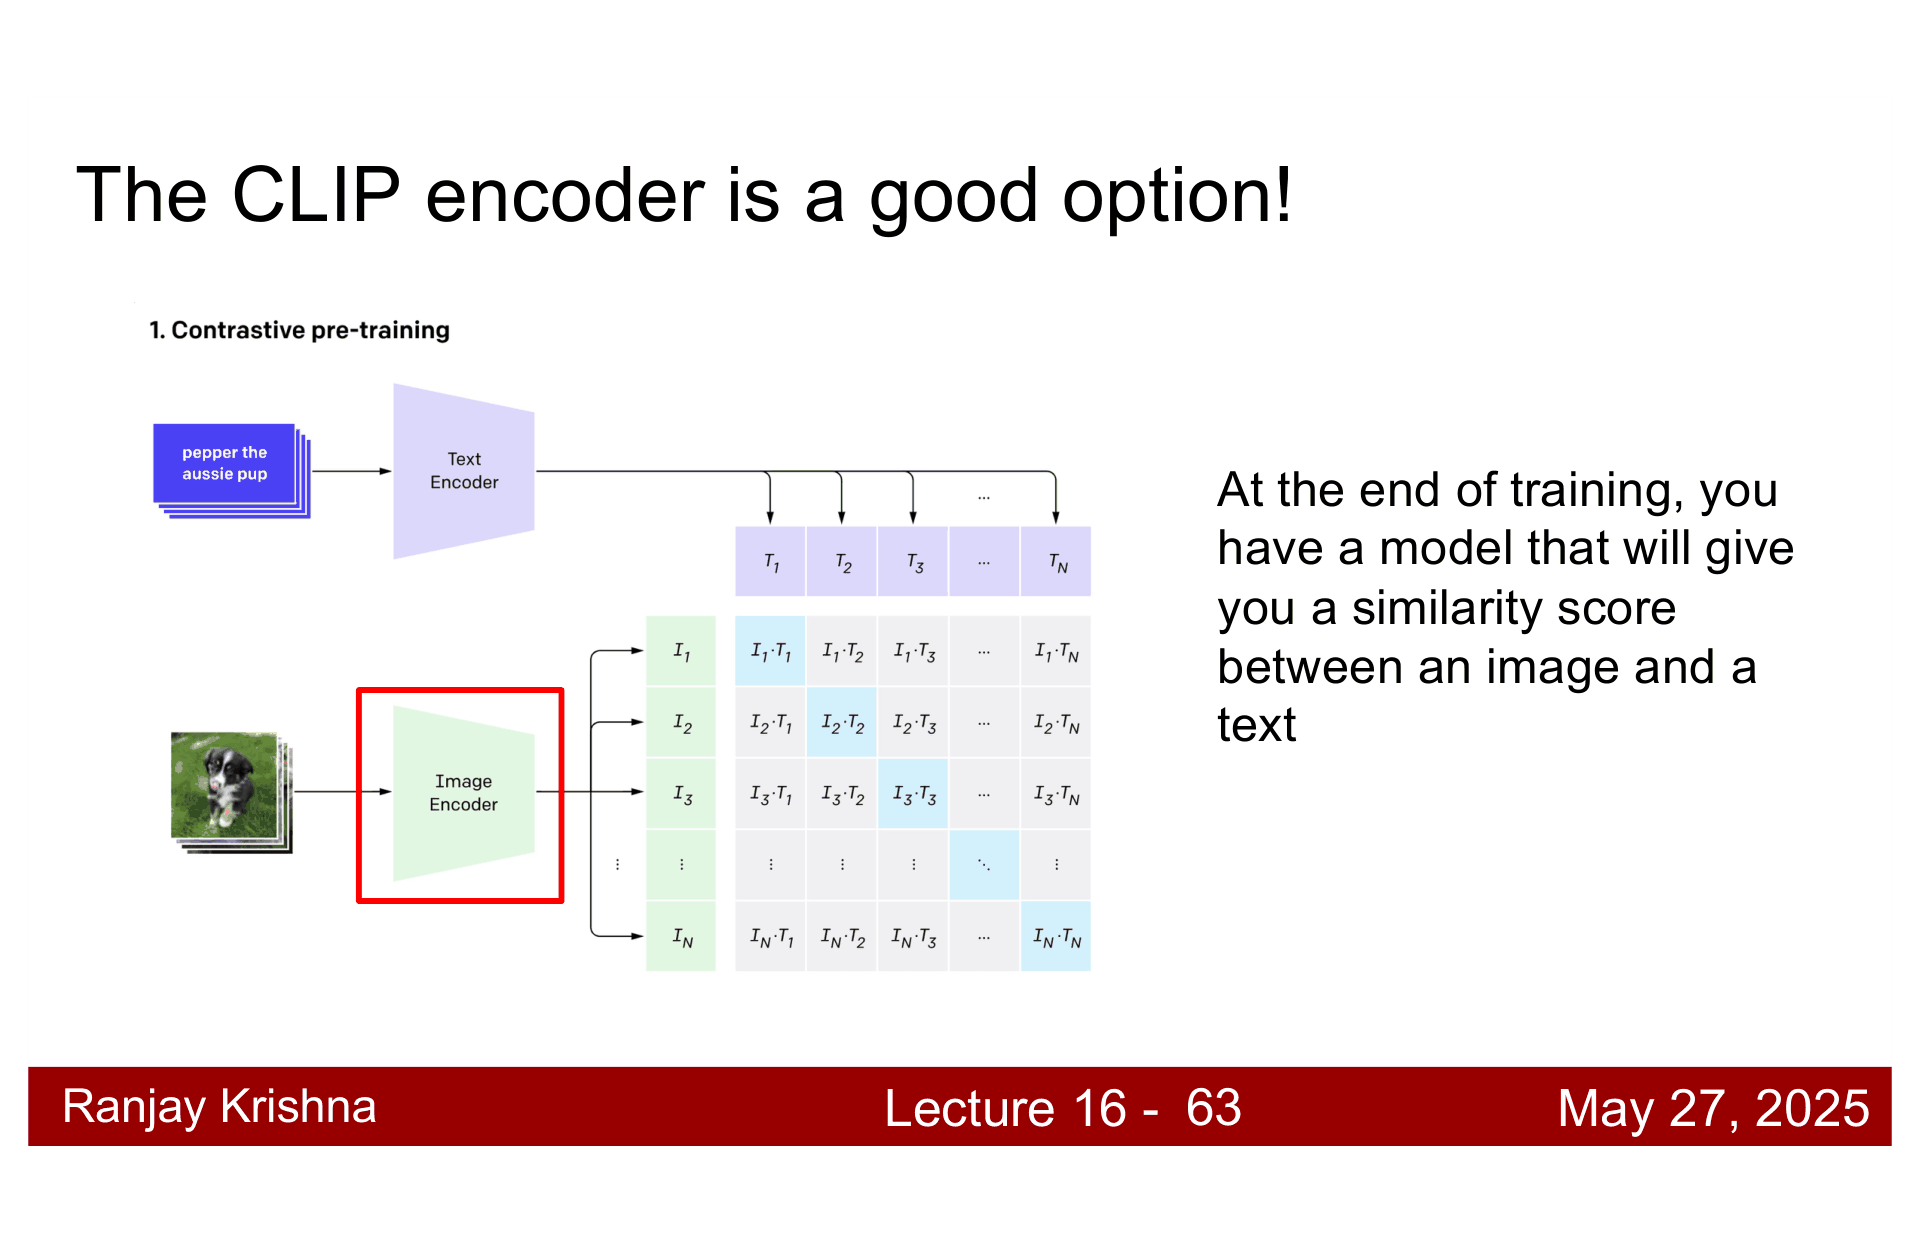 The CLIP encoder is a good option!
1. Contrastive pre-training
pepper the
aussie pup
Text
Encoder
...
T1 T2 T3 ... TN
Image
Encoder
I1 I1·T1 I1·T2 I1·T3 ... I1·TN
I2 I2·T1 I2·T2 I2·T3 ... I2·TN
I3 I3·T1 I3·T2 I3·T3 ... I3·TN
⋮ ⋮ ⋮ ⋮ ⋮ ⋱ ⋮
IN IN·T1 IN·T2 IN·T3 ... IN·TN
At the end of training, you
have a model that will give
you a similarity score
between an image and a
text
Ranjay Krishna
Lecture 16 - 63
May 27, 2025